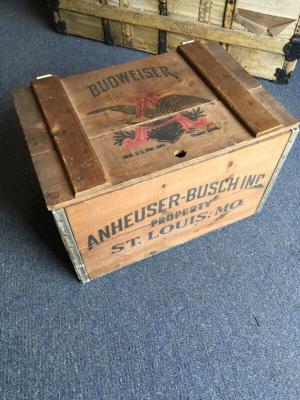 BUDWEISER
ANHEUSER-BUSCH INC
PROPERTY
ST. LOUIS, MO.